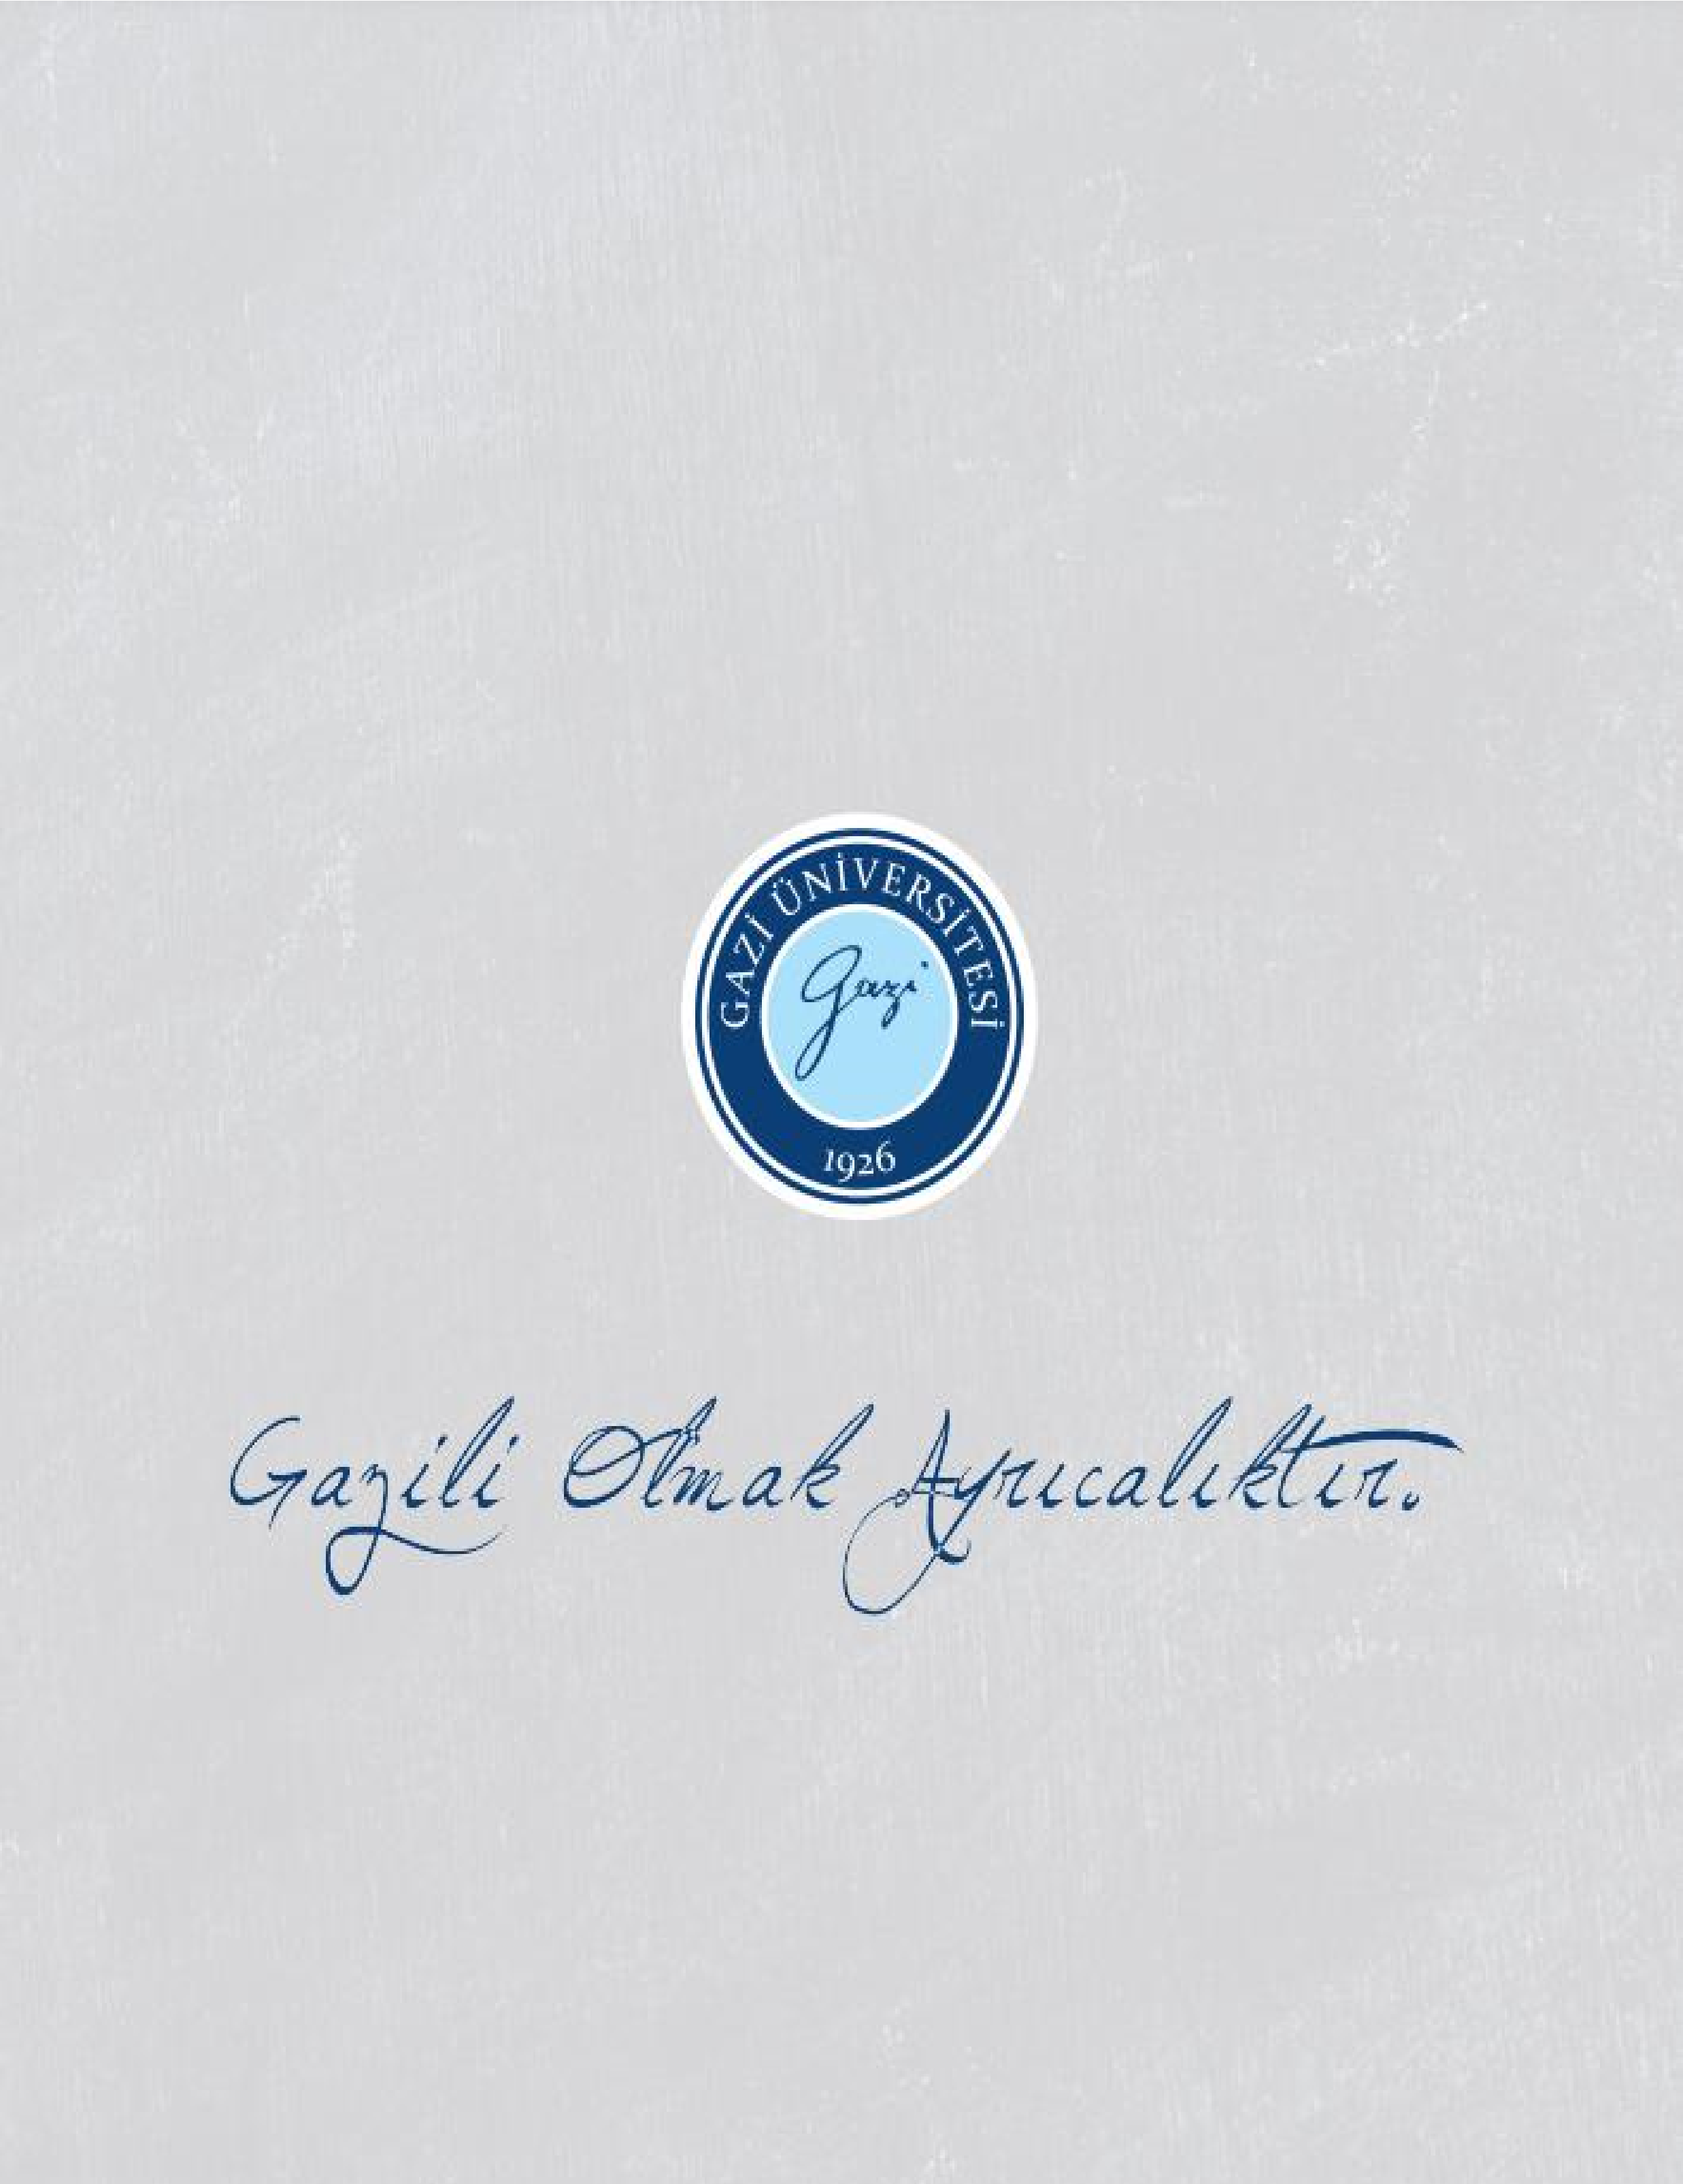 GAZİ ÜNİVERSİTESİ
Gazi
1926
Gazili Olmak Ayrıcalıktır.